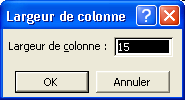 Largeur de colonne
Largeur de colonne : 15
OK Annuler